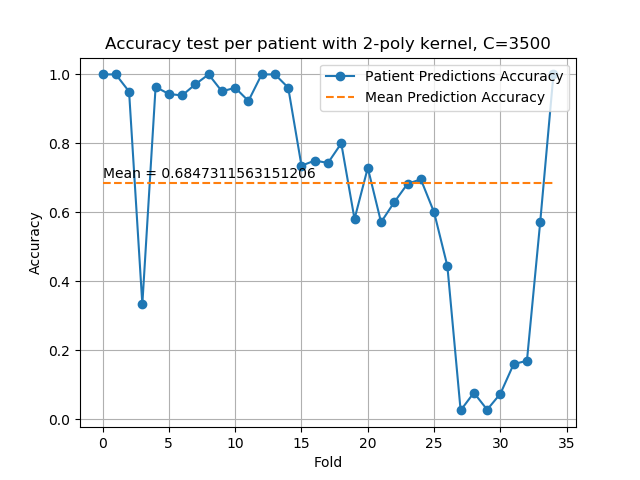 Accuracy test per patient with 2-poly kernel, C=3500
Patient Predictions Accuracy
Mean Prediction Accuracy
Mean = 0.6847311563151206
Accuracy
1.0
0.8
0.6
0.4
0.2
0.0
0 5 10 15 20 25 30 35
Fold